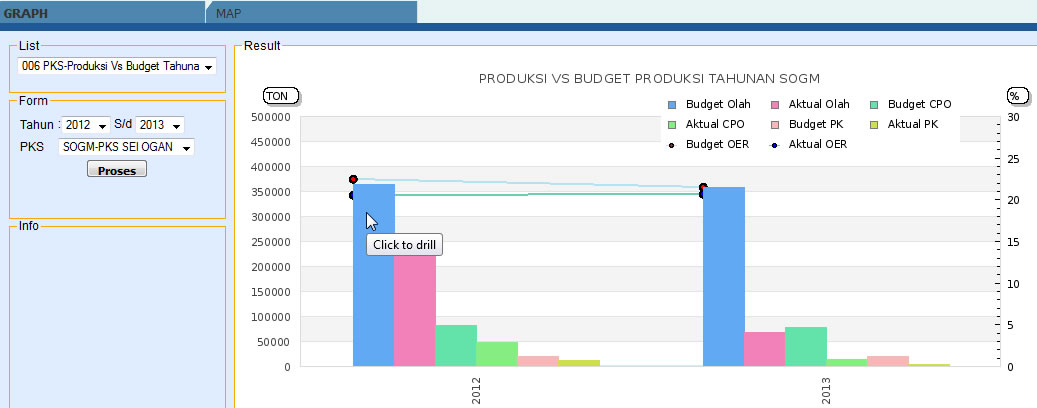 GRAPH
MAP
List
006 PKS-Produksi Vs Budget Tahuna
Form
Tahun : 2012 S/d 2013
PKS SOGM-PKS SEI OGAN
Proses
Info
Result
PRODUKSI VS BUDGET PRODUKSI TAHUNAN SOGM
TON
%
Budget Olah Aktual Olah Budget CPO
Aktual CPO Budget PK Aktual PK
Budget OER Aktual OER
500000
450000
400000
350000
300000
250000
200000
150000
100000
50000
0
30
25
20
15
10
5
0
Click to drill
2012
2013